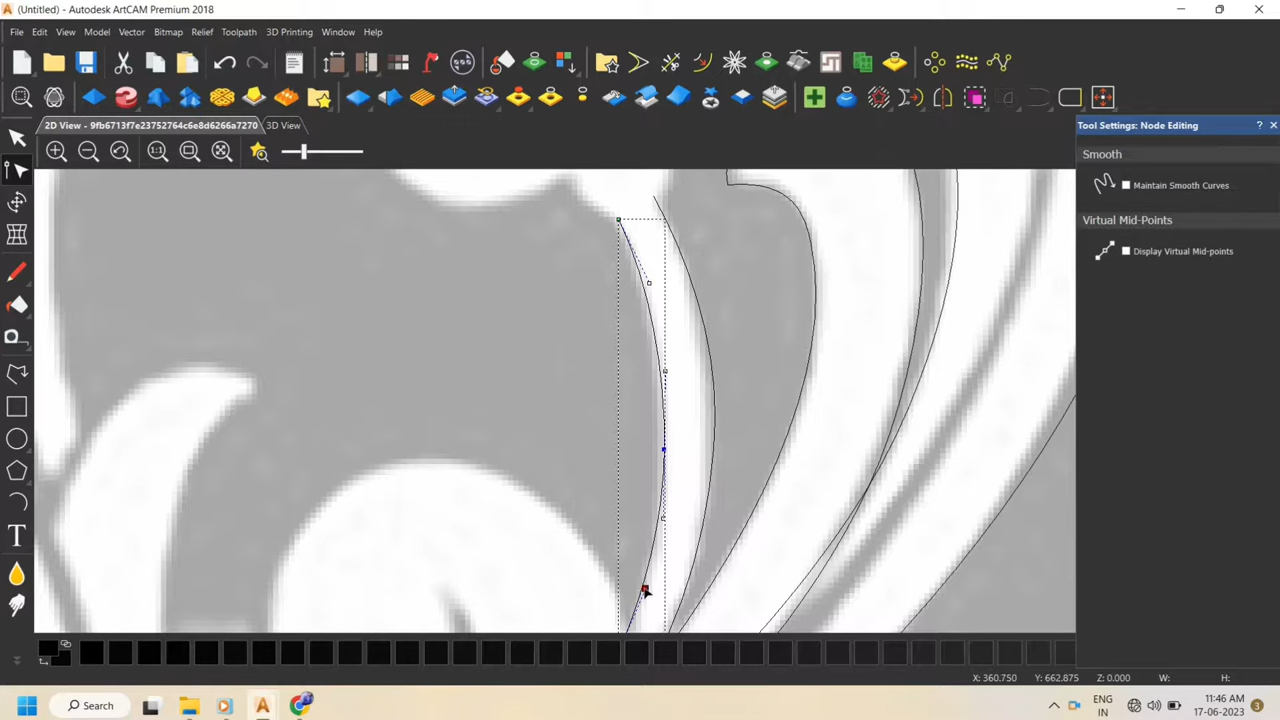 (Untitled) - Autodesk ArtCAM Premium 2018
File Edit View Model Vector Bitmap Relief Toolpath 3D Printing Window Help
2D View - 9fb6713f7e23752764c6e8d6266a7270 3D View
Tool Settings: Node Editing ? ×
Smooth
Maintain Smooth Curves
Virtual Mid-Points
Display Virtual Mid-points
X: 360.750 Y: 662.875 Z: 0.000 W: H:
Search
ENG
IN
11:46 AM
17-06-2023
3